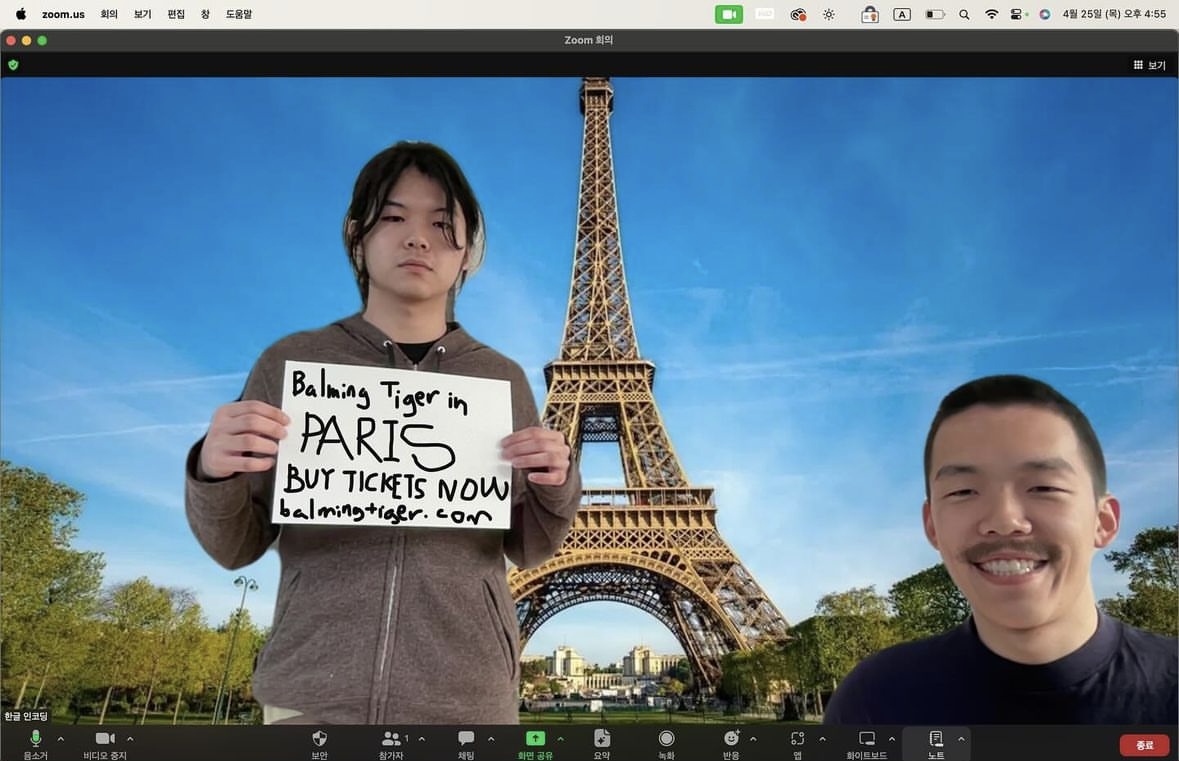 zoom.us 회의 보기 편집 창 도움말
A 4월 25일 (목) 오후 4:55
Zoom 회의
보기
Balming Tiger in
PARIS
BUY TICKETS NOW
balmingtiger.com
한글 인코딩
1
음소거 비디오 중지 보안 참가자 채팅 화면 공유 요약 녹화 반응 앱 화이트보드 노트 종료